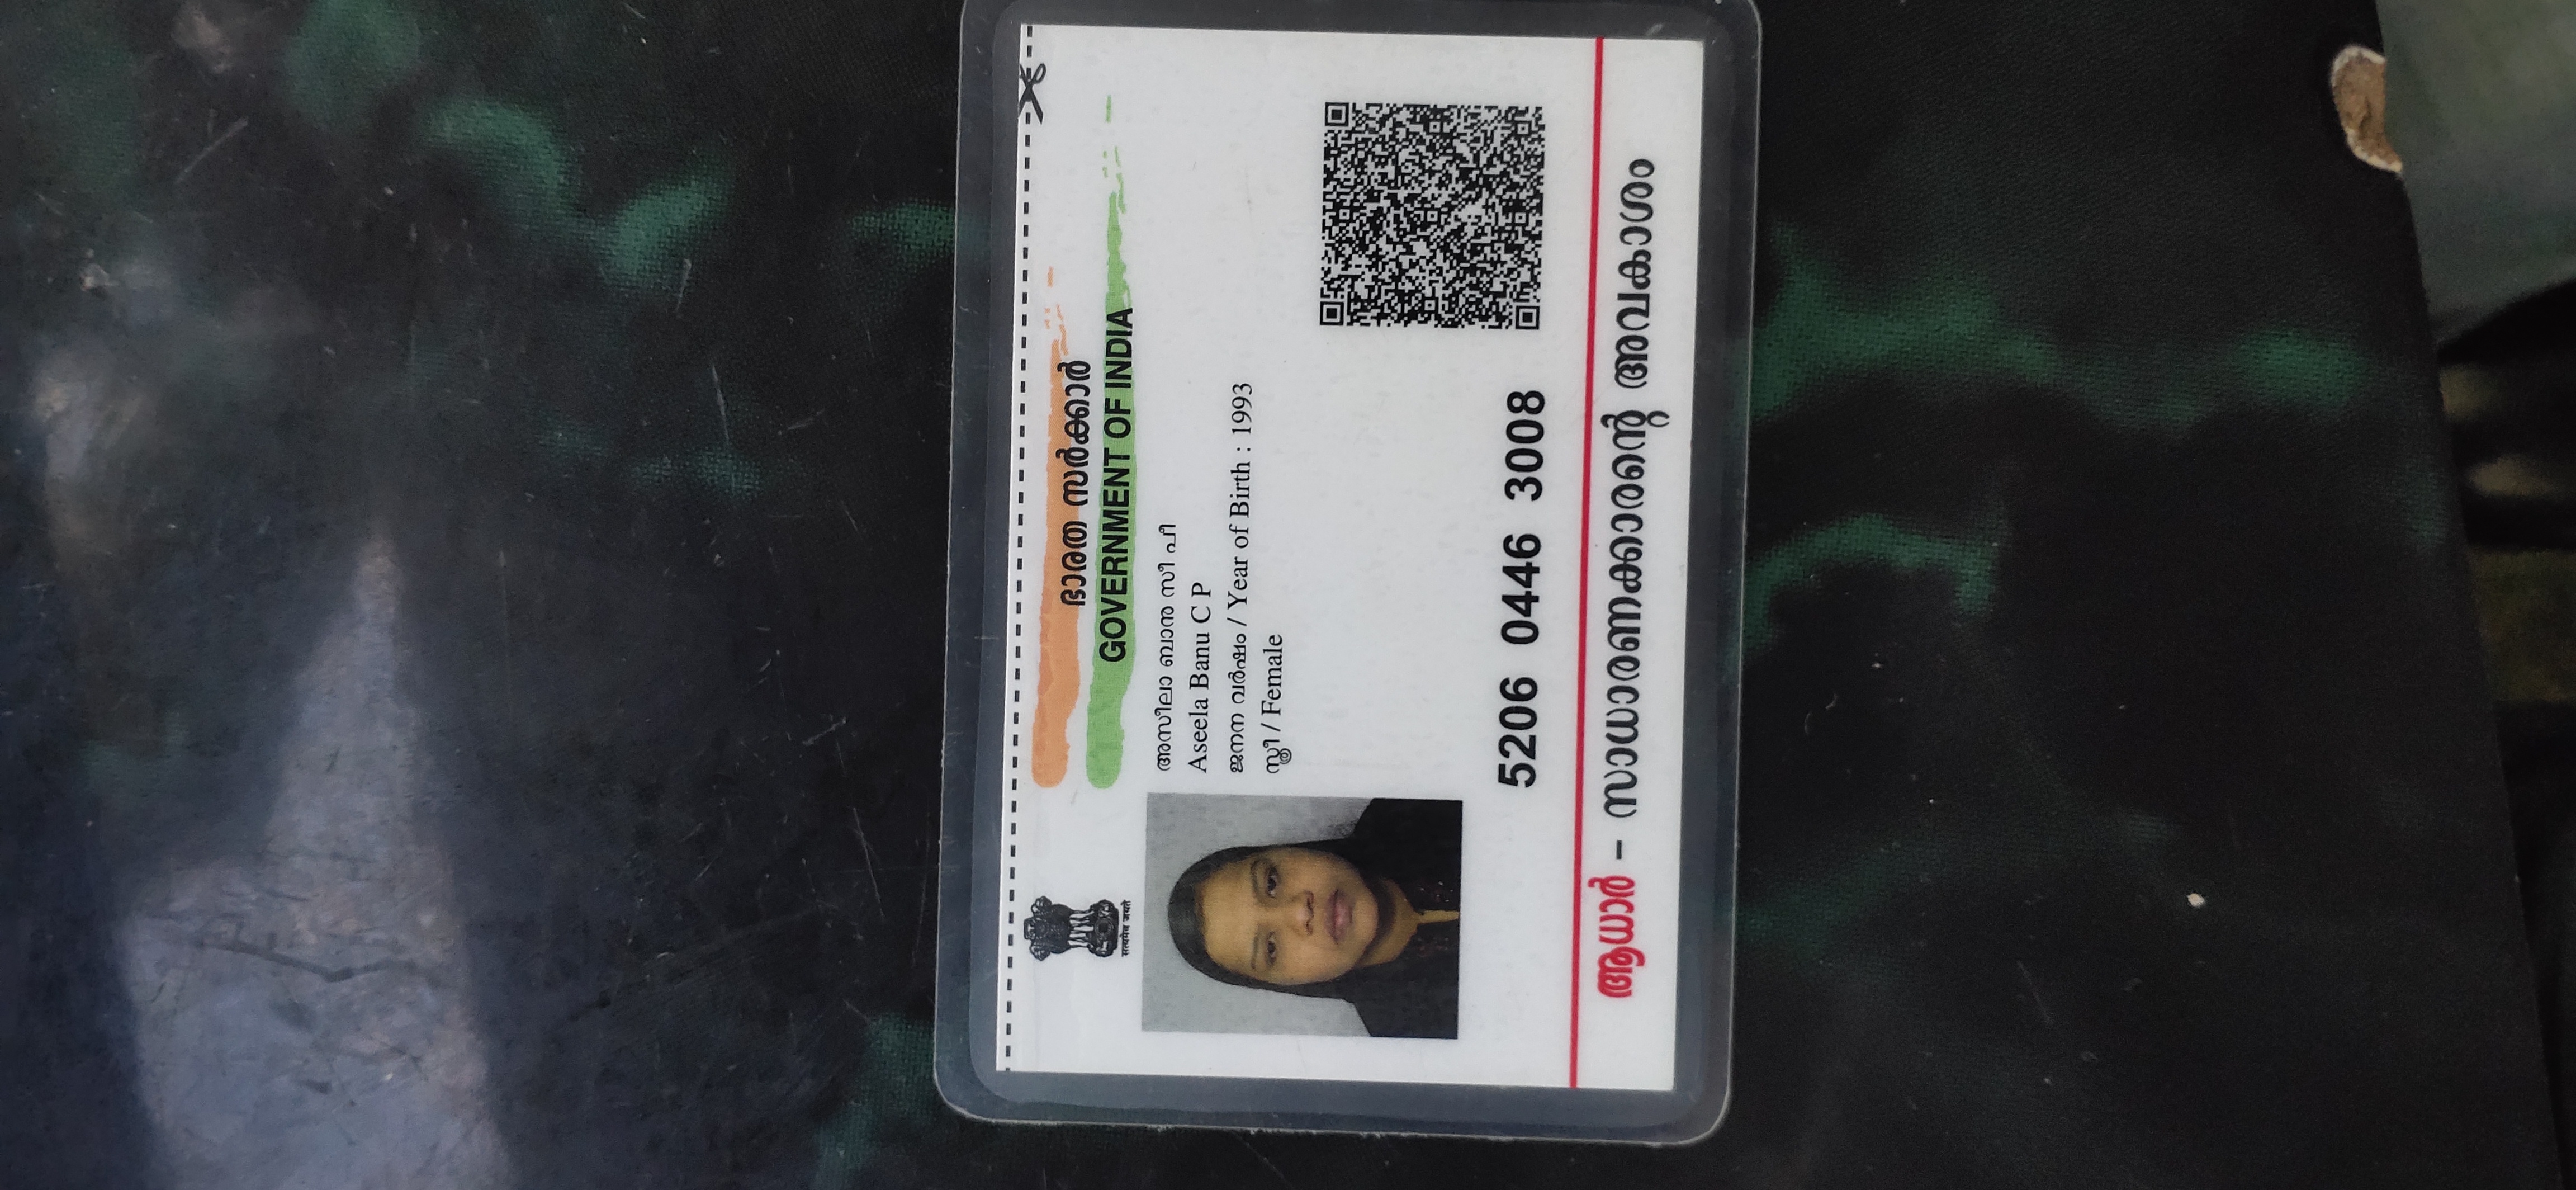 सत्यमेव जयते
ഭാരത സർക്കാർ
GOVERNMENT OF INDIA
അസീലാ ബാനു സി പീ
Aseela Banu C P
ജനന വർഷം / Year of Birth : 1993
സ്ത്രീ / Female
5206 0446 3008
ആധാർ – സാധാരണക്കാരന്റെ അവകാശം